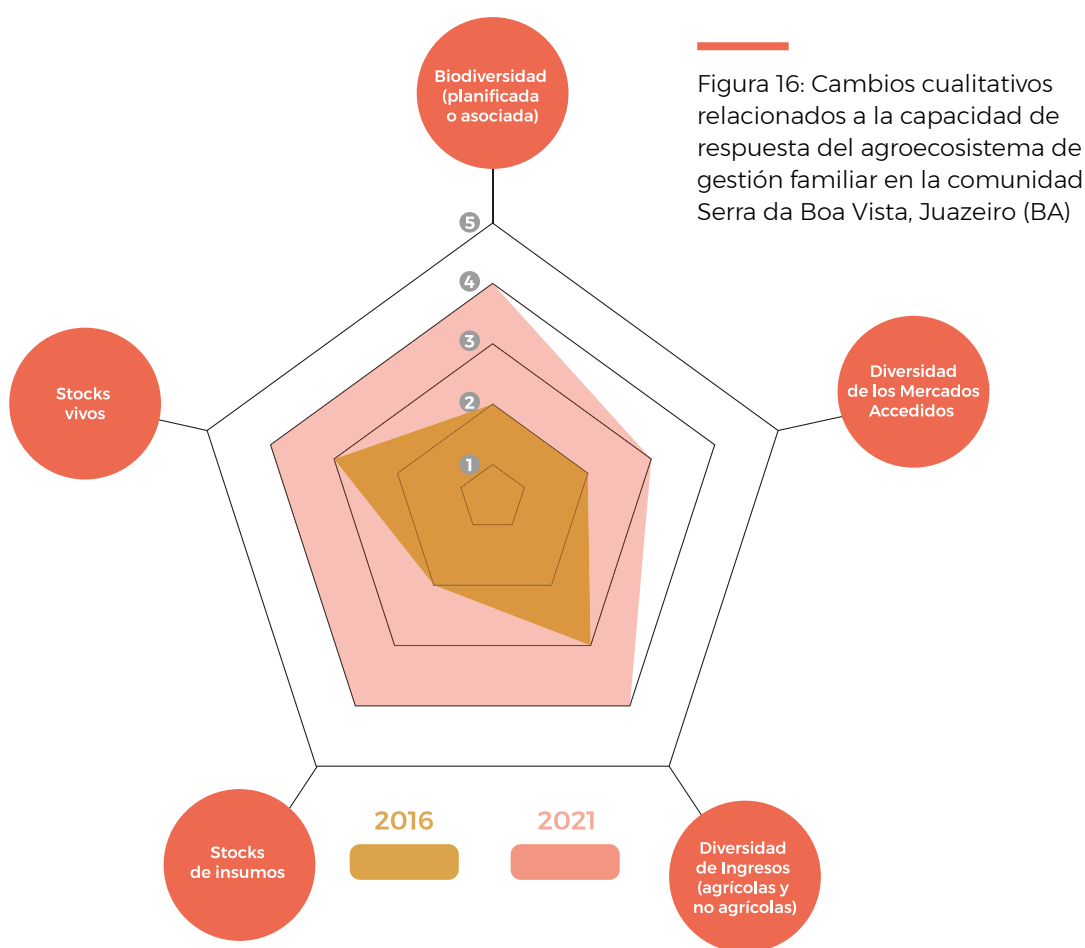 Biodiversidad
(planificada
o asociada)
Figura 16: Cambios cualitativos
relacionados a la capacidad de
respuesta del agroecosistema de
gestión familiar en la comunidad
Serra da Boa Vista, Juazeiro (BA)
5
4
3
2
1
Stocks
vivos
Diversidad
de los Mercados
Accedidos
Stocks
de insumos
2016
2021
Diversidad
de Ingresos
(agrícolas y
no agrícolas)